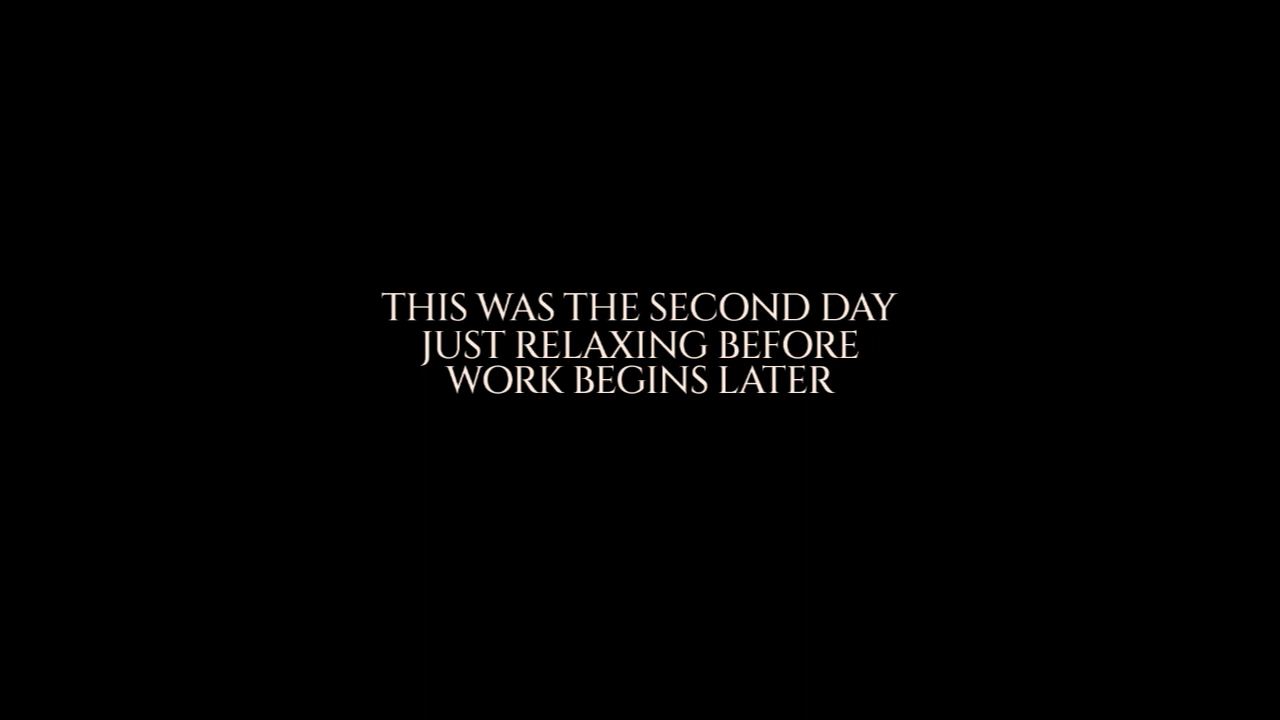 THIS WAS THE SECOND DAY
JUST RELAXING BEFORE
WORK BEGINS LATER